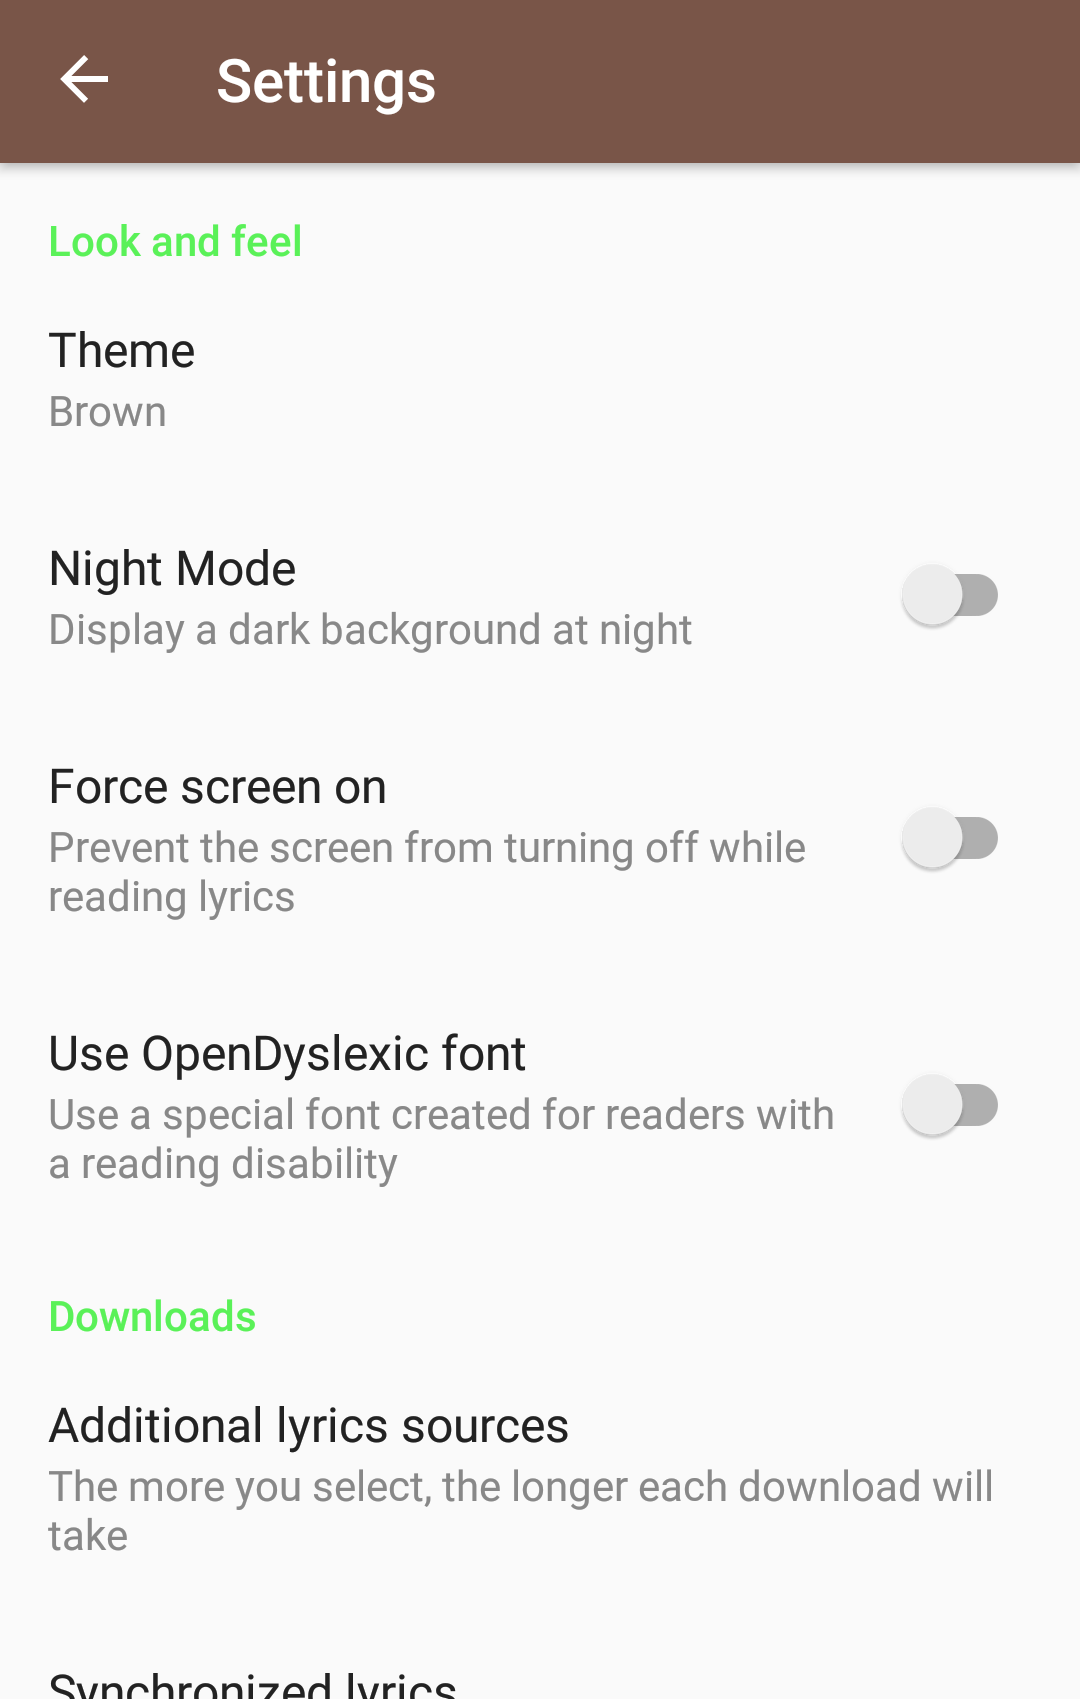 Settings
Look and feel
Theme
Brown
Night Mode
Display a dark background at night
Force screen on
Prevent the screen from turning off while
reading lyrics
Use OpenDyslexic font
Use a special font created for readers with
a reading disability
Downloads
Additional lyrics sources
The more you select, the longer each download will
take
Synchronized lyrics